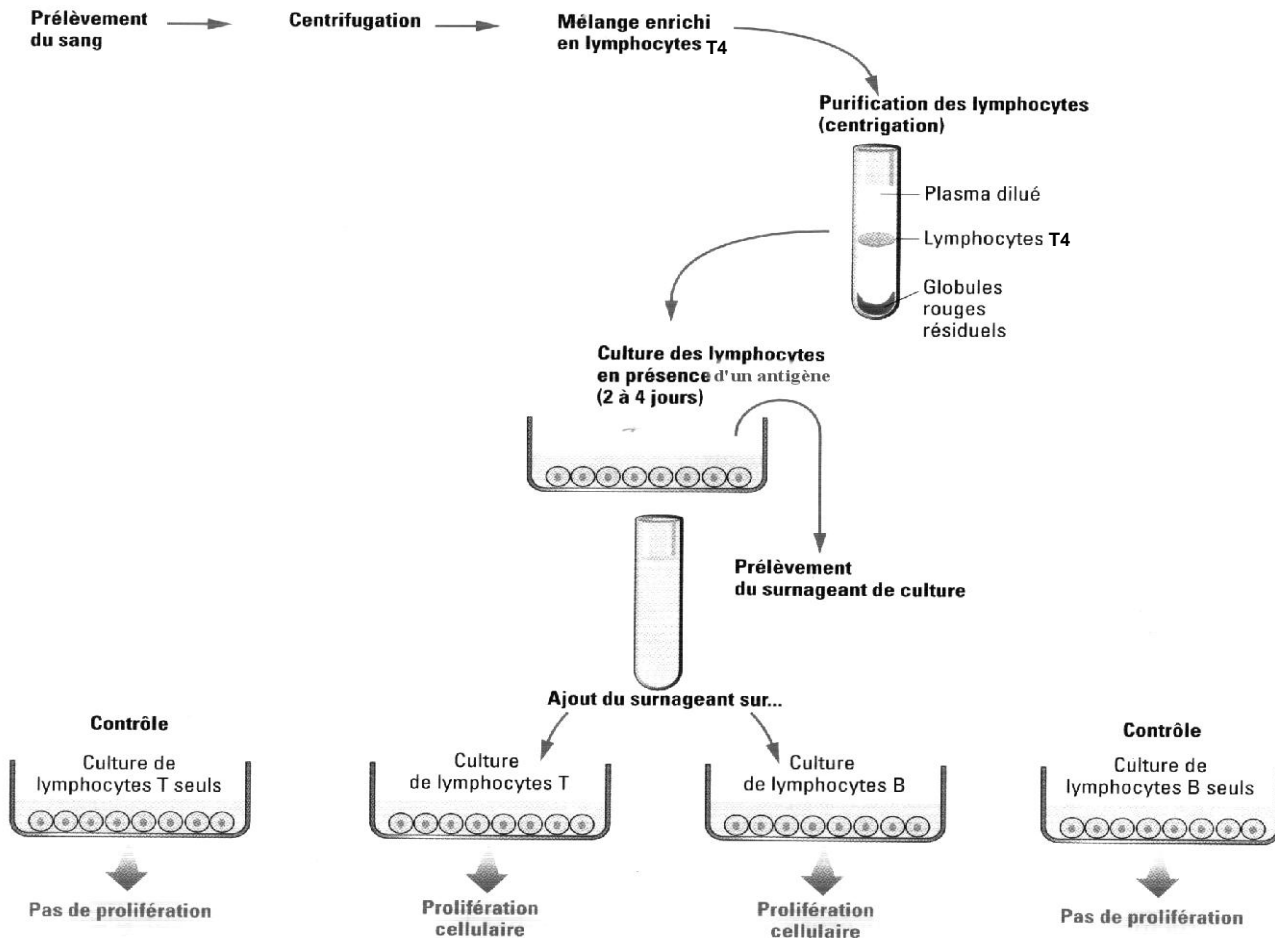 Prélèvement
du sang
Centrifugation
Mélange enrichi
en lymphocytes T4
Purification des lymphocytes
(centrigation)
Plasma dilué
Lymphocytes T4
Globules
rouges
résiduels
Culture des lymphocytes
en présence d'un antigène
(2 à 4 jours)
Prélèvement
du surnageant de culture
Ajout du surnageant sur...
Contrôle
Culture de
lymphocytes T seuls
Pas de prolifération
Culture
de lymphocytes T
Prolifération
cellulaire
Culture
de lymphocytes B
Prolifération
cellulaire
Contrôle
Culture de
lymphocytes B seuls
Pas de prolifération